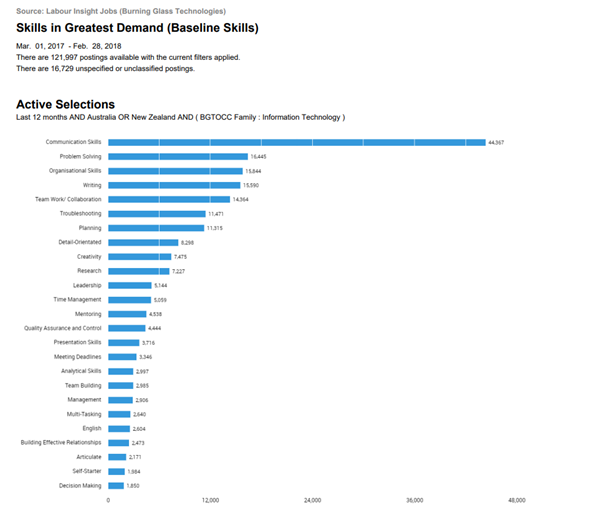 Source: Labour Insight Jobs (Burning Glass Technologies)
Skills in Greatest Demand (Baseline Skills)
Mar. 01, 2017 - Feb. 28, 2018
There are 121,997 postings available with the current filters applied.
There are 16,729 unspecified or unclassified postings.
Active Selections
Last 12 months AND Australia OR New Zealand AND ( BGTOCC Family : Information Technology )
Communication Skills 44,367
Problem Solving 16,445
Organisational Skills 15,844
Writing 15,590
Team Work/ Collaboration 14,364
Troubleshooting 11,471
Planning 11,315
Detail-Orientated 8,298
Creativity 7,475
Research 7,227
Leadership 5,144
Time Management 5,059
Mentoring 4,538
Quality Assurance and Control 4,444
Presentation Skills 3,716
Meeting Deadlines 3,346
Analytical Skills 2,997
Team Building 2,985
Management 2,906
Multi-Tasking 2,640
English 2,604
Building Effective Relationships 2,473
Articulate 2,171
Self-Starter 1,984
Decision Making 1,850
0 12,000 24,000 36,000 48,000